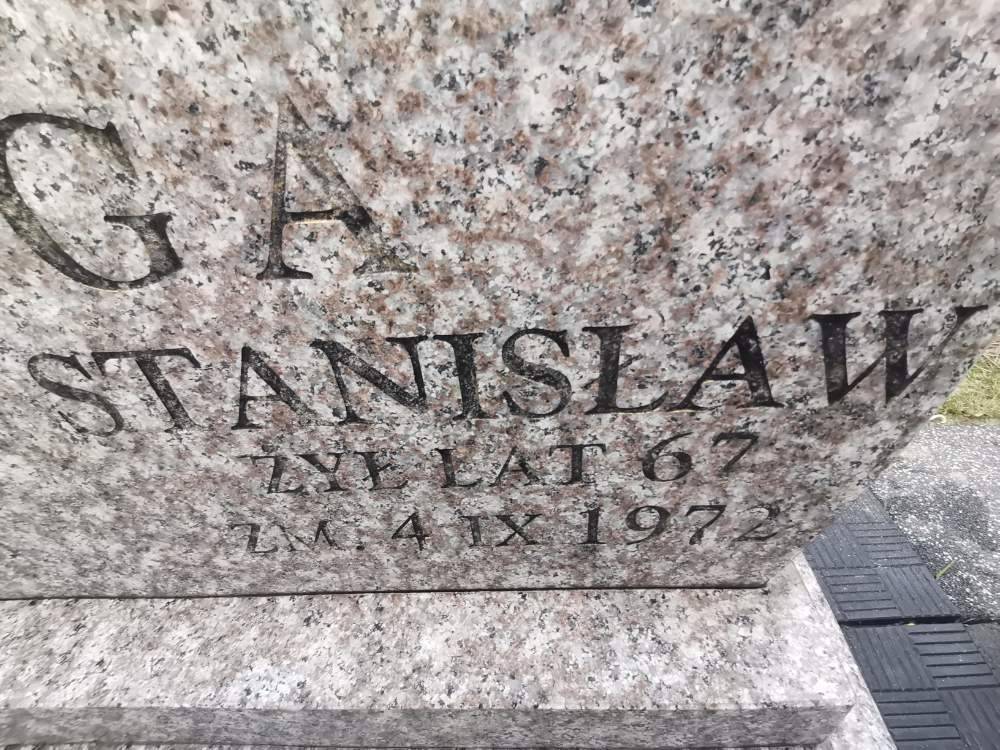 GA
STANISŁAW
ŻYŁ LAT 67
ZM. 4 IX 1972